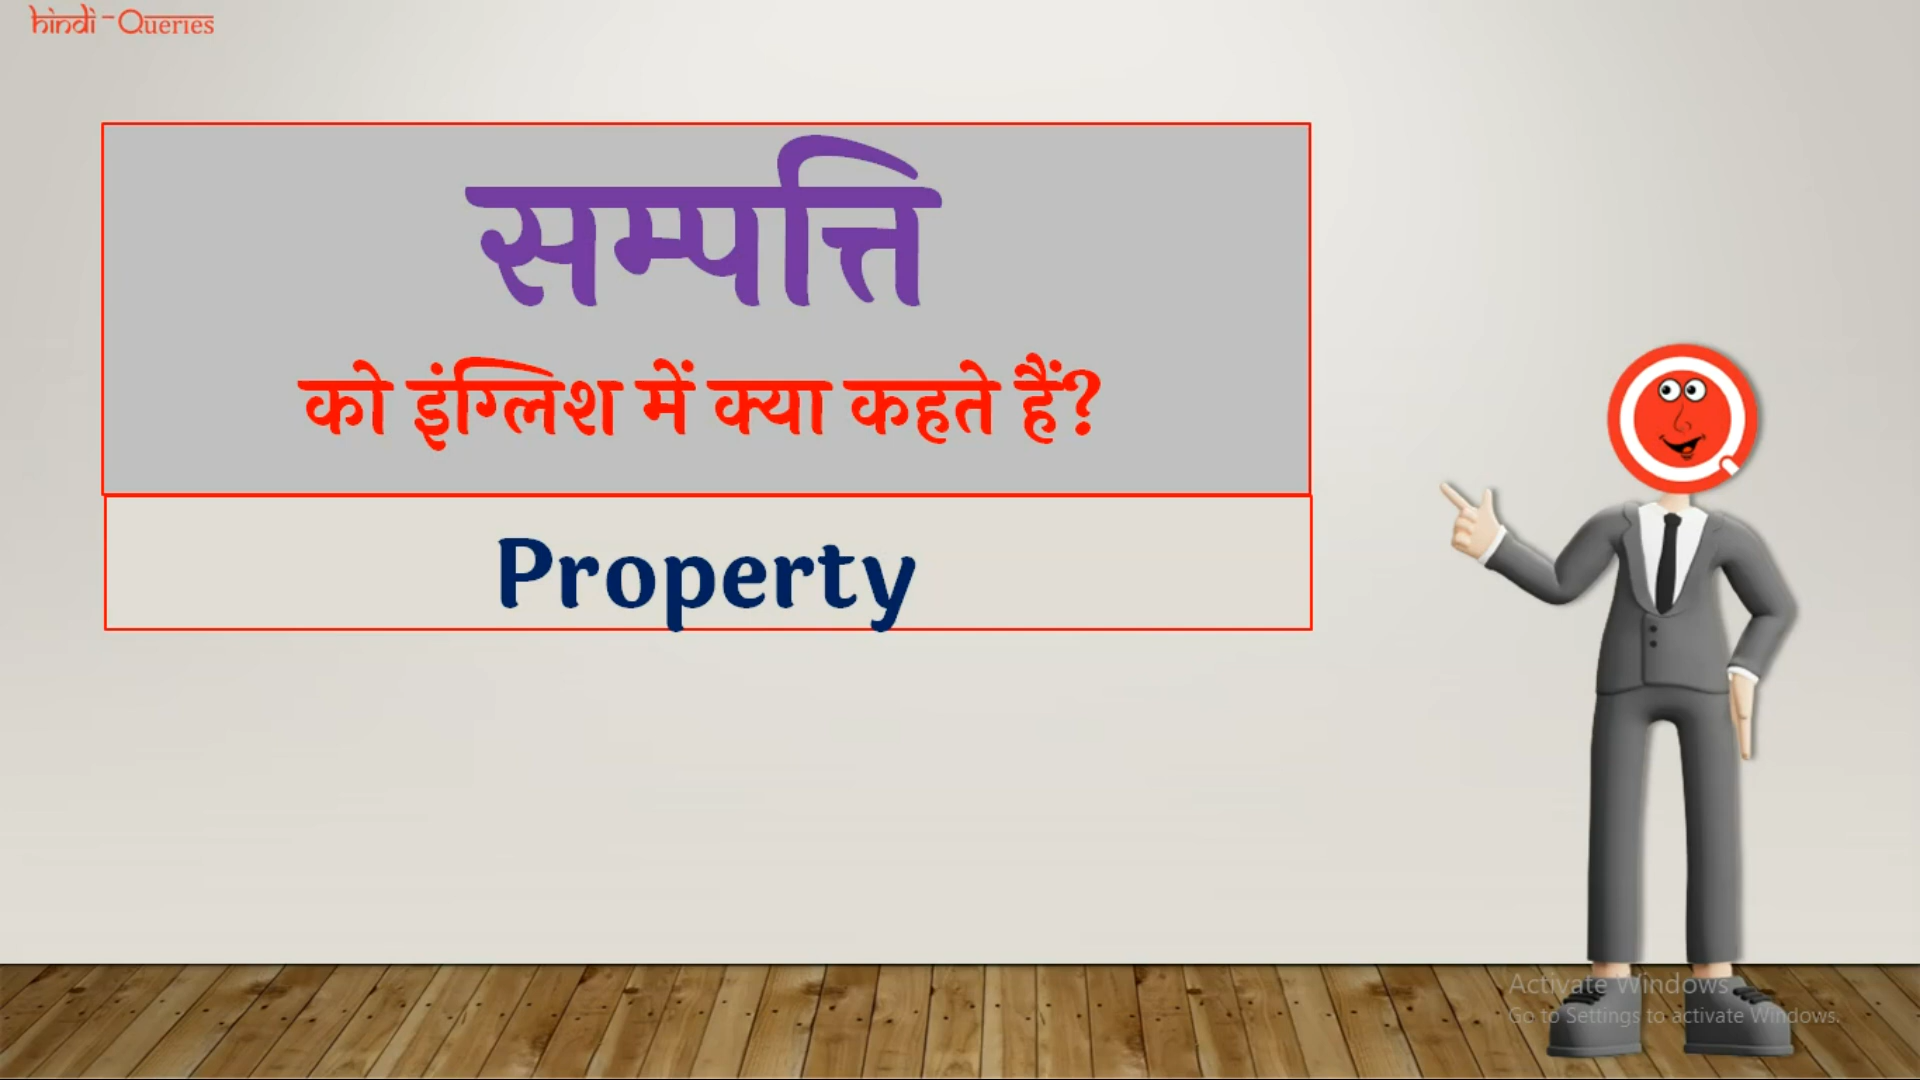 hindi-Queries
सम्पत्ति
को इंग्लिश में क्या कहते हैं?
Property
Activate Windows
Go to Settings to activate Windows.